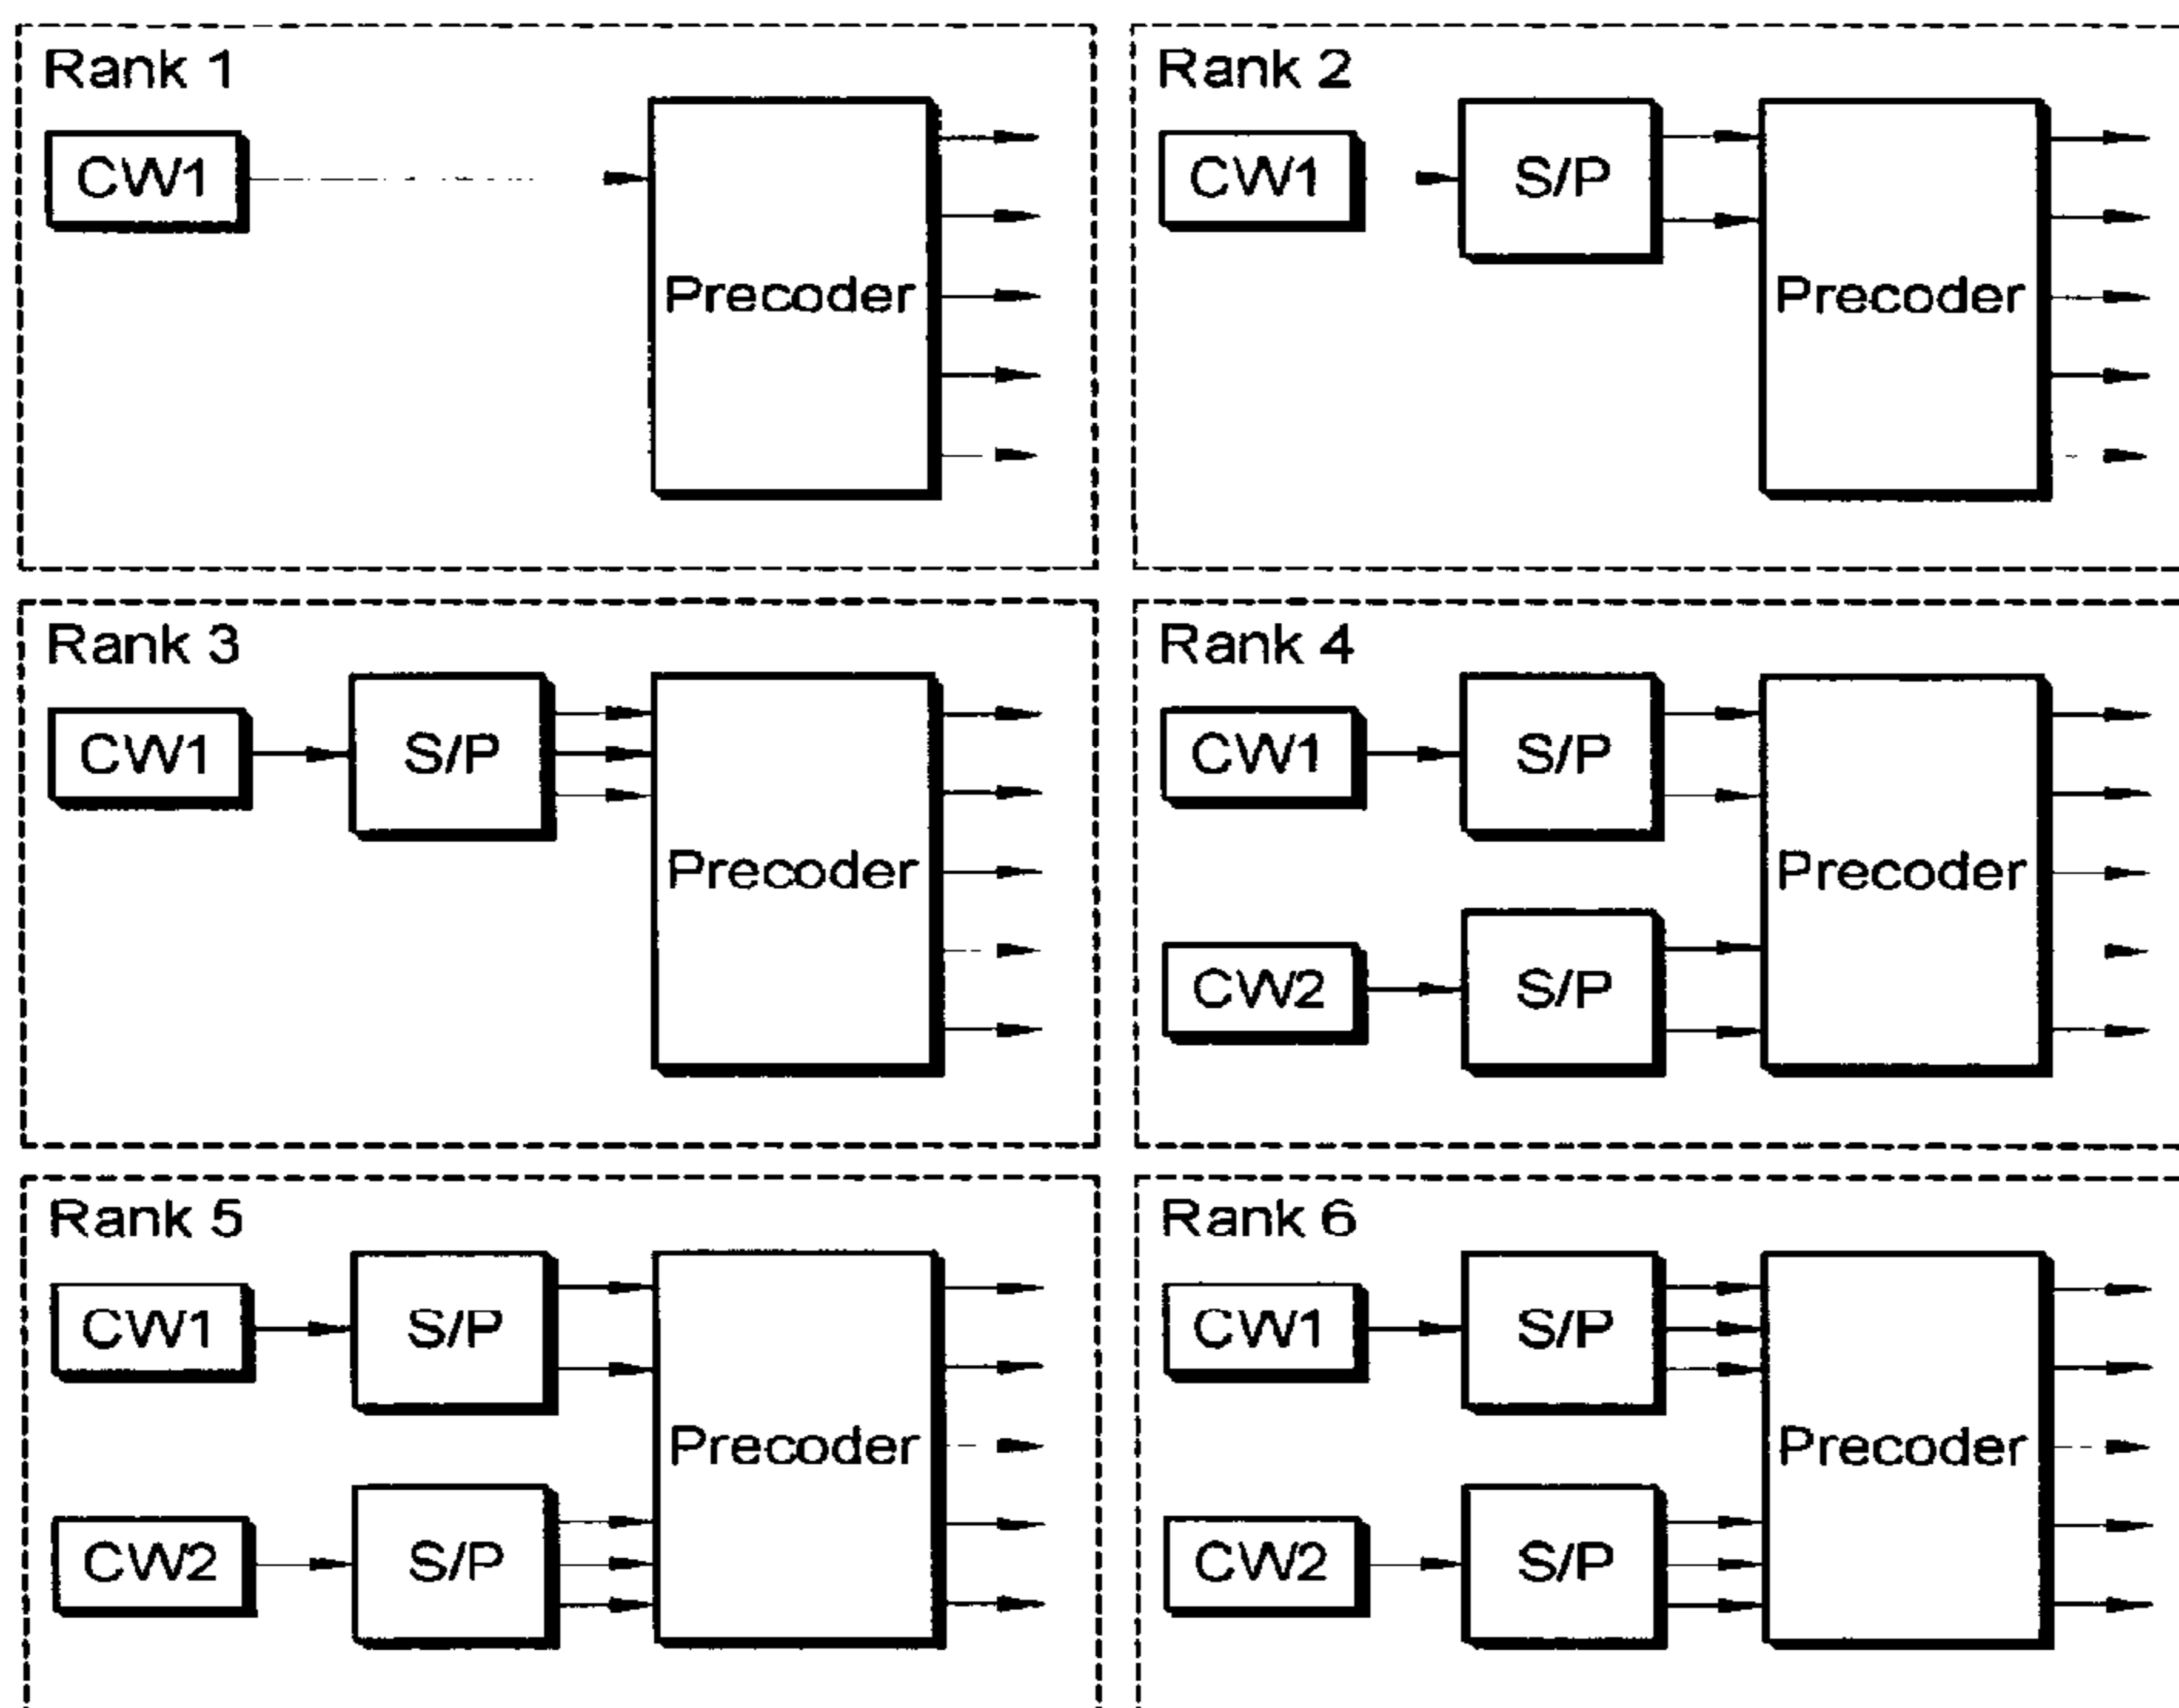 Rank 1
CW1
Precoder
Rank 2
CW1
S/P
Precoder
Rank 3
CW1
S/P
Precoder
Rank 4
CW1
S/P
Precoder
CW2
S/P
Rank 5
CW1
S/P
Precoder
CW2
S/P
Rank 6
CW1
S/P
Precoder
CW2
S/P